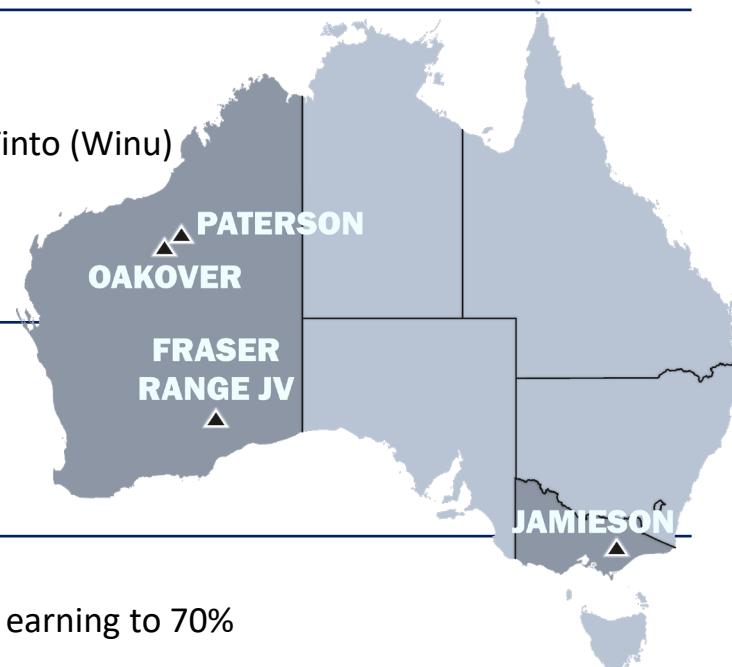 into (Winu)
PATERSON
OAKOVER
FRASER
RANGE JV
JAMIESON
earning to 70%